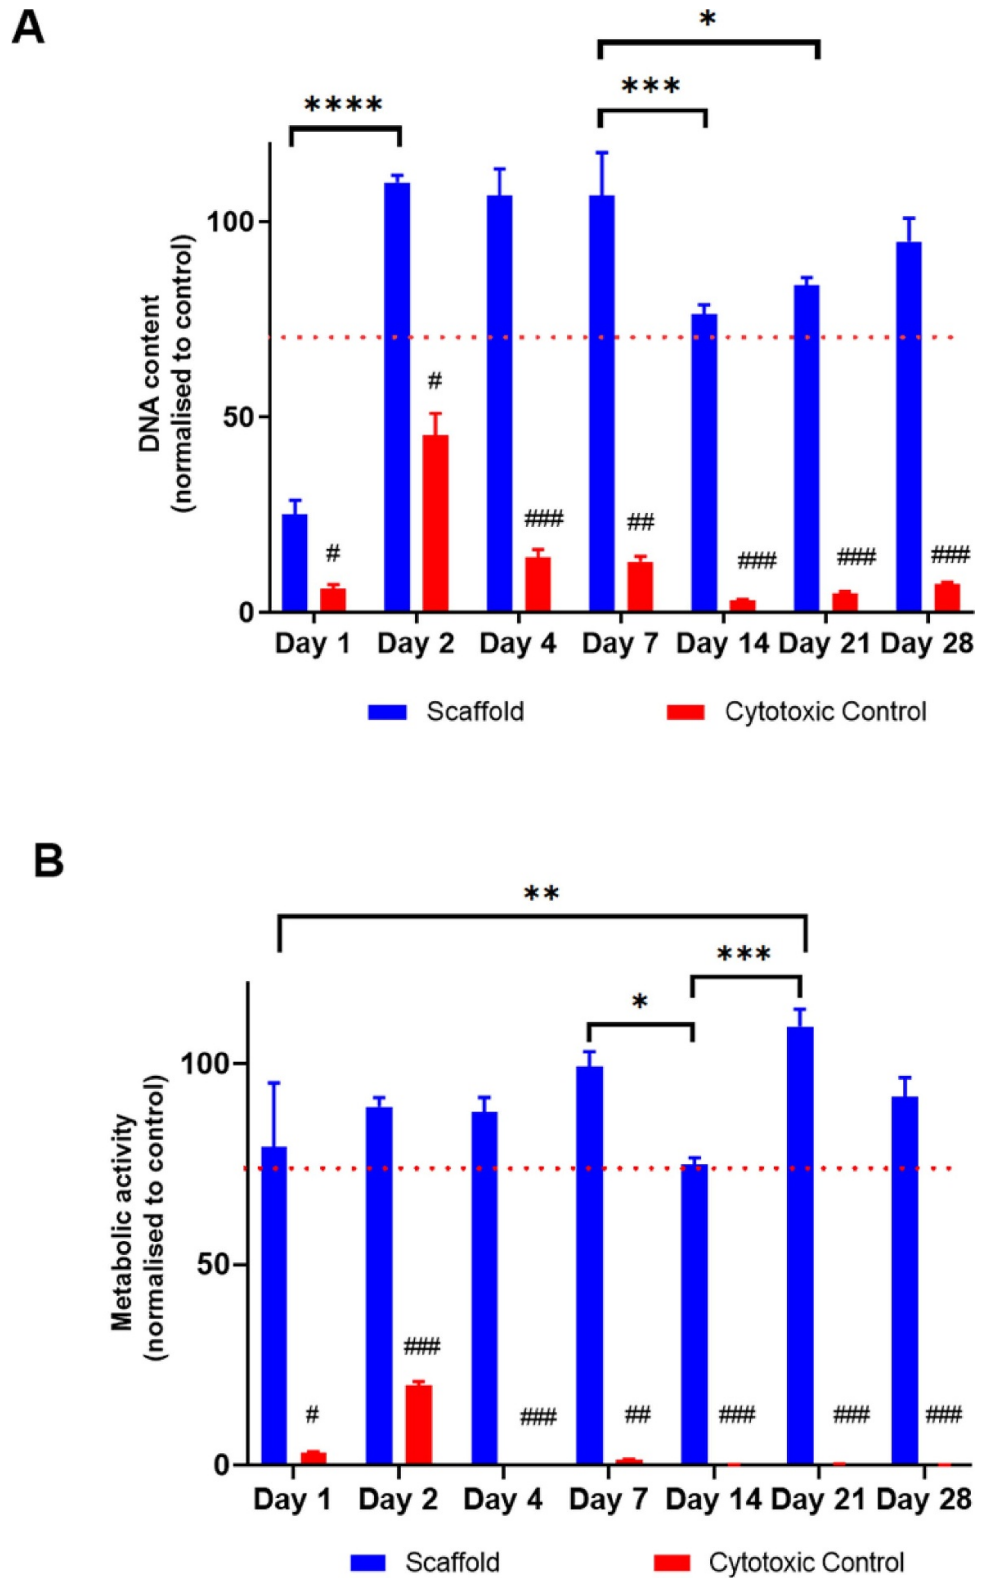 A
*
***
****
100
50
0
DNA content
(normalised to control)
#
#
###
##
###
###
###
Day 1 Day 2 Day 4 Day 7 Day 14 Day 21 Day 28
Scaffold Cytotoxic Control
B
**
***
*
100
50
0
Metabolic activity
(normalised to control)
#
###
###
##
###
###
###
Day 1 Day 2 Day 4 Day 7 Day 14 Day 21 Day 28
Scaffold Cytotoxic Control